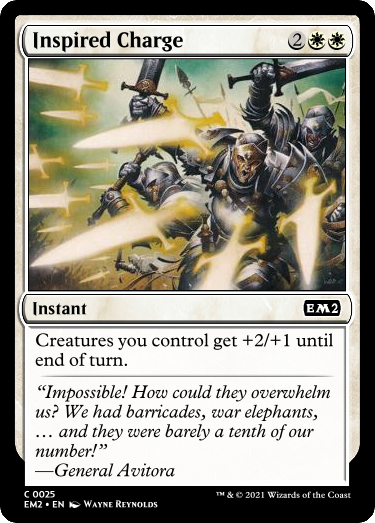 Inspired Charge 2
Instant EM2
Creatures you control get +2/+1 until
end of turn.
“Impossible! How could they overwhelm
us? We had barricades, war elephants,
… and they were barely a tenth of our
number!”
—General Avitora
C 0025
EM2 • EN Wayne Reynolds
™ & © 2021 Wizards of the Coast